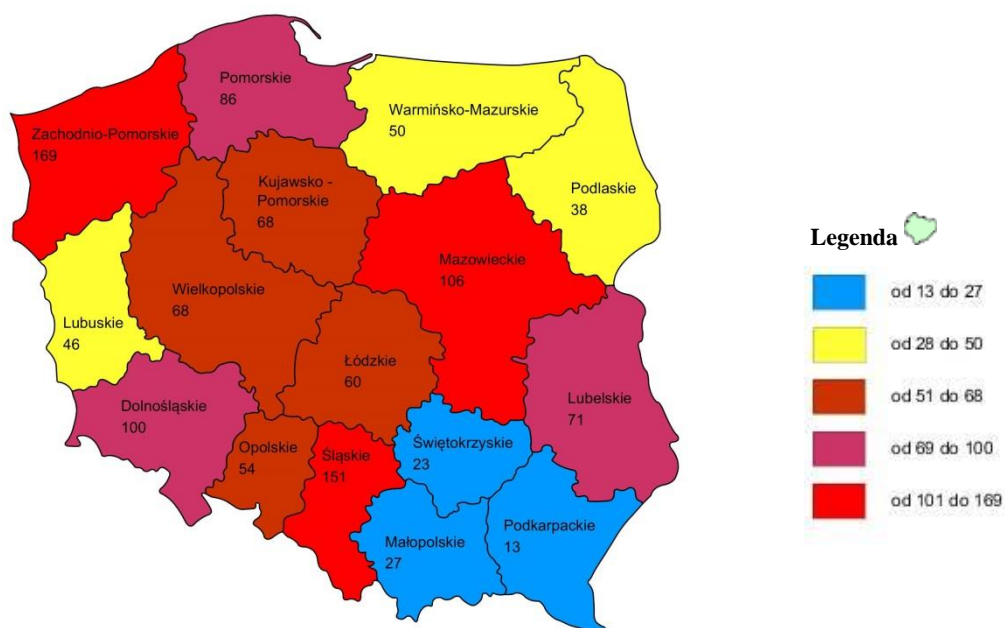 Pomorskie
86
Warmińsko-Mazurskie
50
Zachodnio-Pomorskie
169
Kujawsko -
Pomorskie
68
Podlaskie
38
Mazowieckie
106
Wielkopolskie
68
Lubuskie
46
Łódzkie
60
Dolnośląskie
100
Lubelskie
71
Opolskie
54
Śląskie
151
Świętokrzyskie
23
Małopolskie
27
Podkarpackie
13
Legenda
od 13 do 27
od 28 do 50
od 51 do 68
od 69 do 100
od 101 do 169